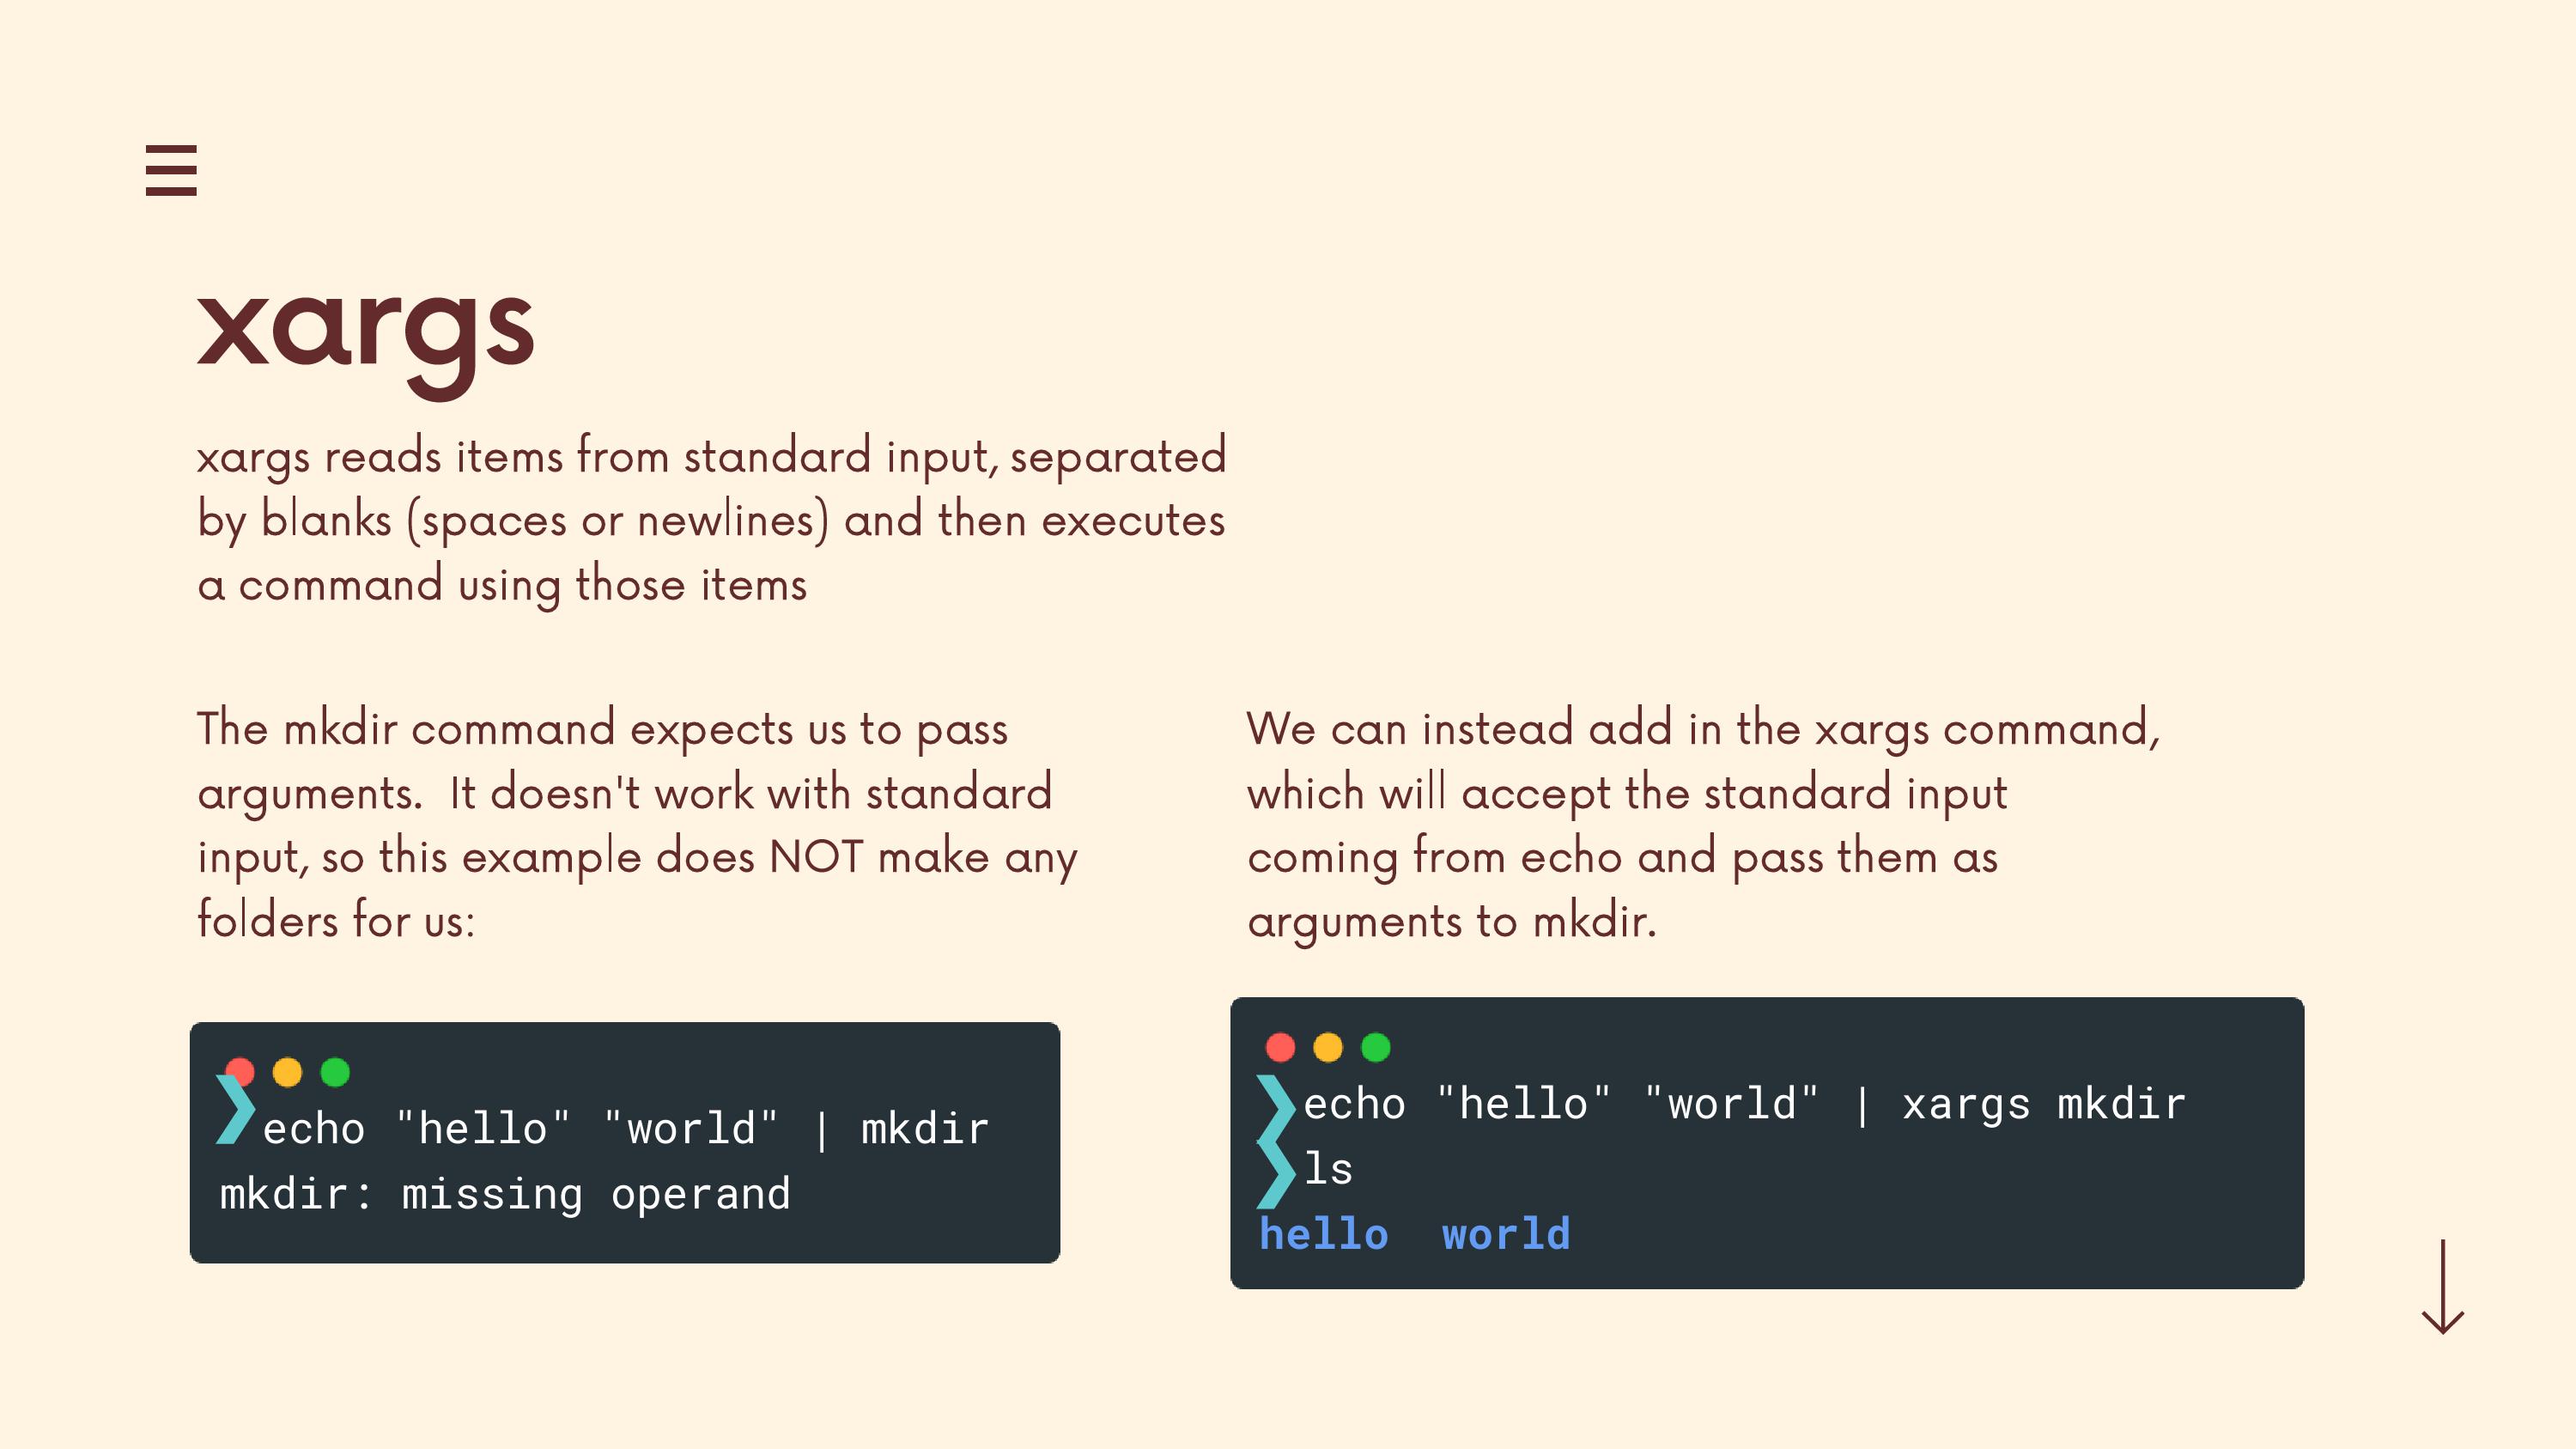 xargs
xargs reads items from standard input, separated
by blanks (spaces or newlines) and then executes
a command using those items
The mkdir command expects us to pass
arguments.  It doesn't work with standard
input, so this example does NOT make any
folders for us:
❯echo "hello" "world" | mkdir
mkdir: missing operand
We can instead add in the xargs command,
which will accept the standard input
coming from echo and pass them as
arguments to mkdir.
❯echo "hello" "world" | xargs mkdir
❯ls
hello  world